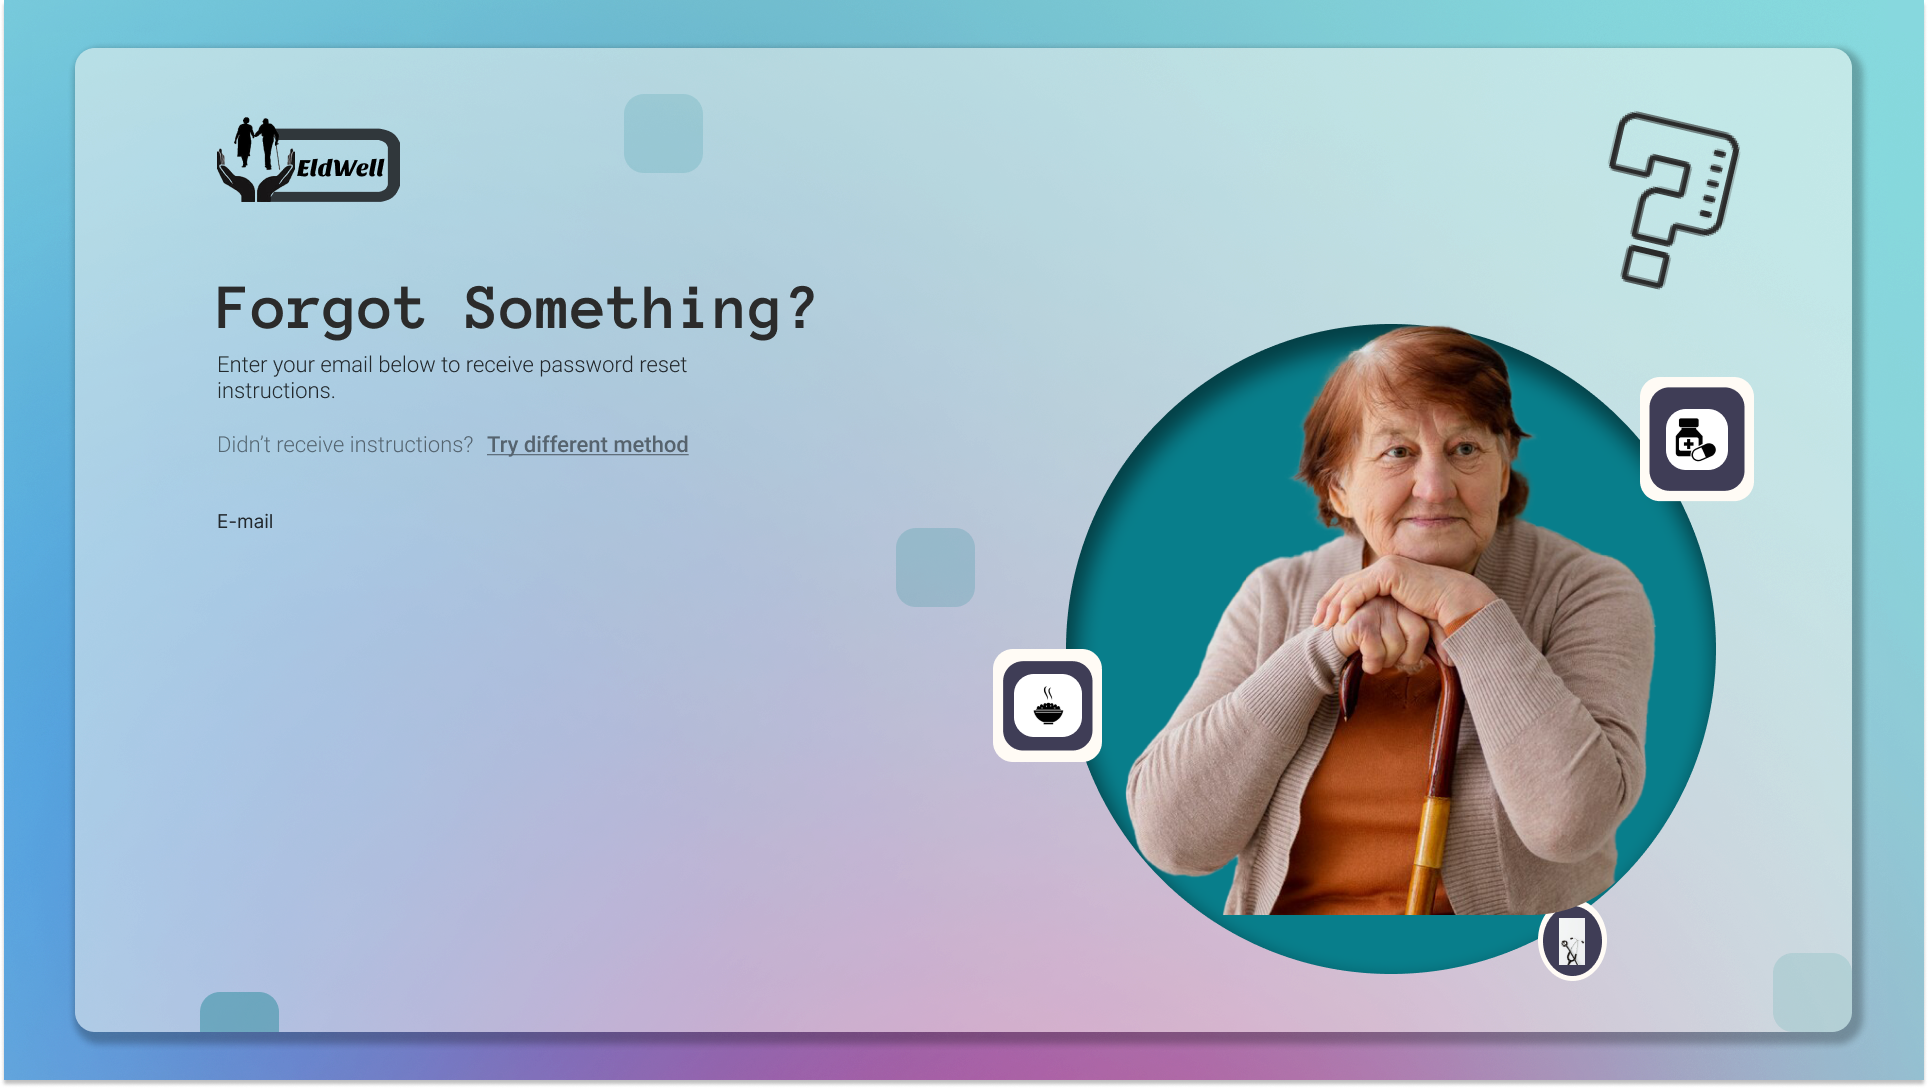 EldWell
Forgot Something?
Enter your email below to receive password reset
instructions.
Didn’t receive instructions? Try different method
E-mail